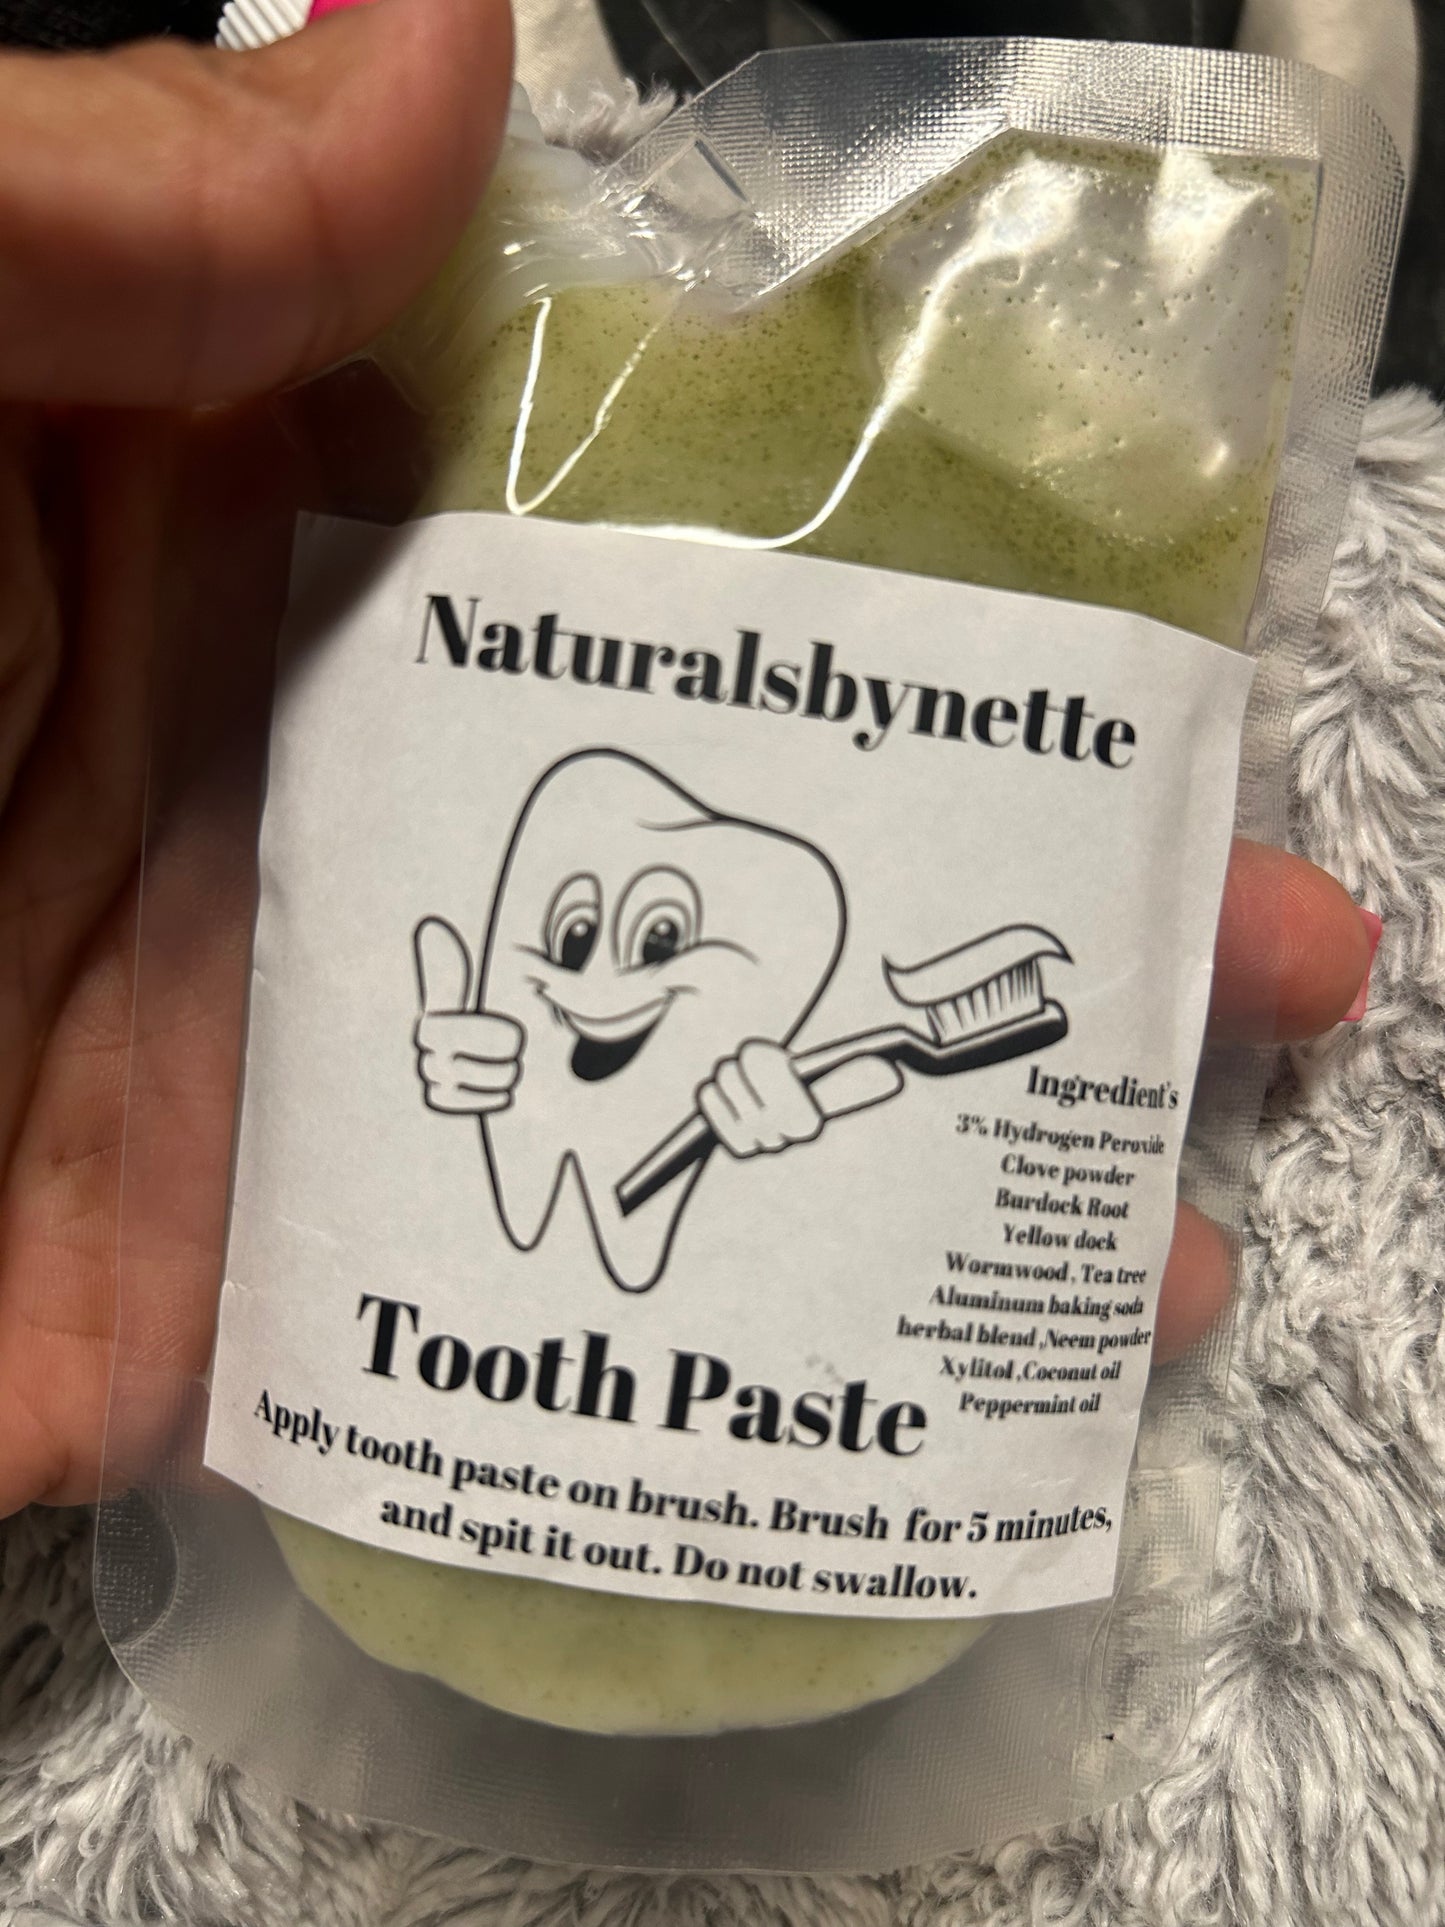 Naturalsbynette
Ingredient's
3% Hydrogen Peroxide
Clove powder
Burdock Root
Yellow dock
Wormwood , Tea tree
Aluminum baking soda
herbal blend ,Neem powder
Xylitol ,Coconut oil
Peppermint oil
Tooth Paste
Apply tooth paste on brush. Brush for 5 minutes,
and spit it out. Do not swallow.